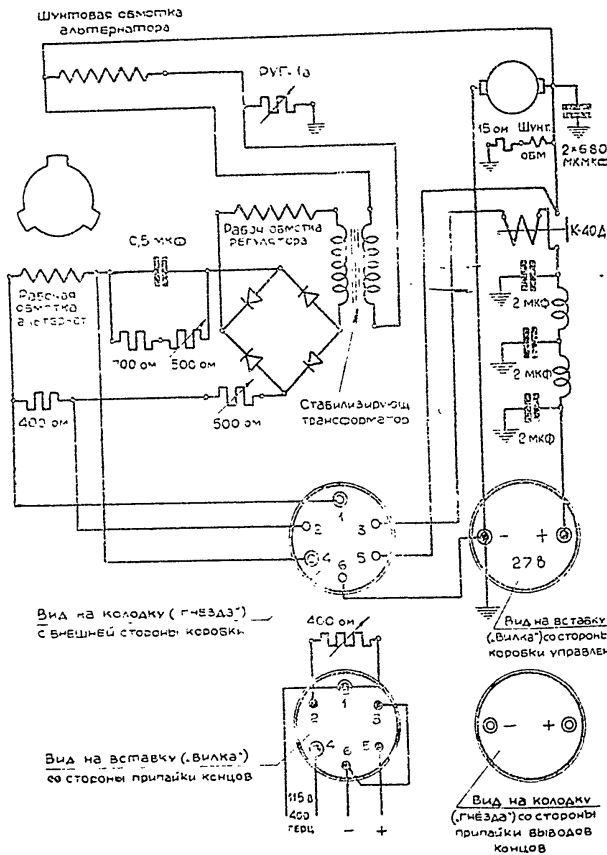 Шунтовая обмотка
альтернатора
РУГ-1а
15 ом
Шунт.
обм
2×680
МКМКФ
0,5 МКФ
Рабоч обмотка
регулятора
К-40Д
Рабочая
обмотка
альтернат
700 ом
500 ом
2 МКФ
2 МКФ
2 МКФ
400 ом
500 ом
Стабилизирующ
трансформатор
1
2
3
4
5
6
- +
27 В
Вид на колодку („гнёзда“)
с внешней стороны коробки
Вид на вставку
(„Вилка“) со стороны
коробки управлен
400 ом
1
2
3
4
5
6
Вид на вставку („Вилка“)
со стороны припайки концов
115 В
400
герц
- +
- +
Вид на колодку
(„гнёзда“) со стороны
припайки выводов
концов